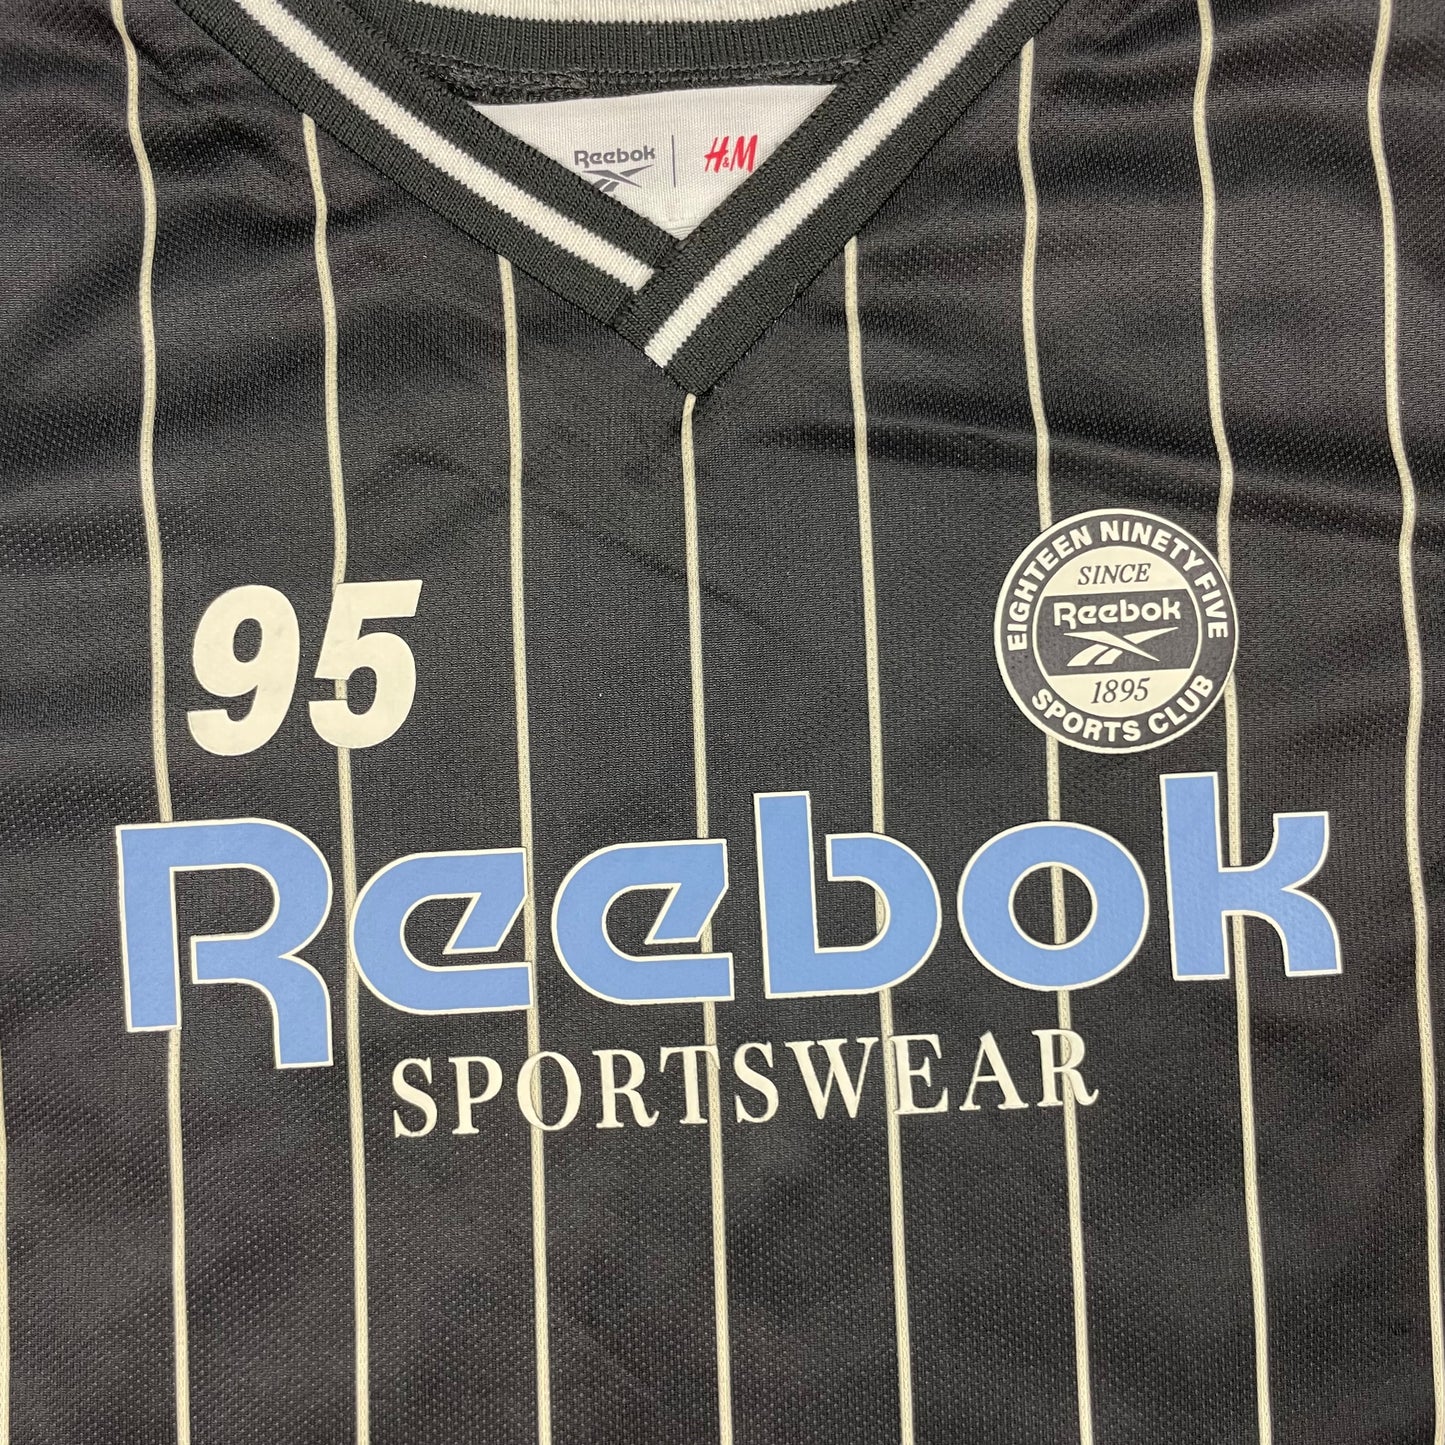 Reebok | H&M
95
EIGHTEEN NINETY FIVE
SINCE
Reebok
1895
SPORTS CLUB
Reebok
SPORTSWEAR